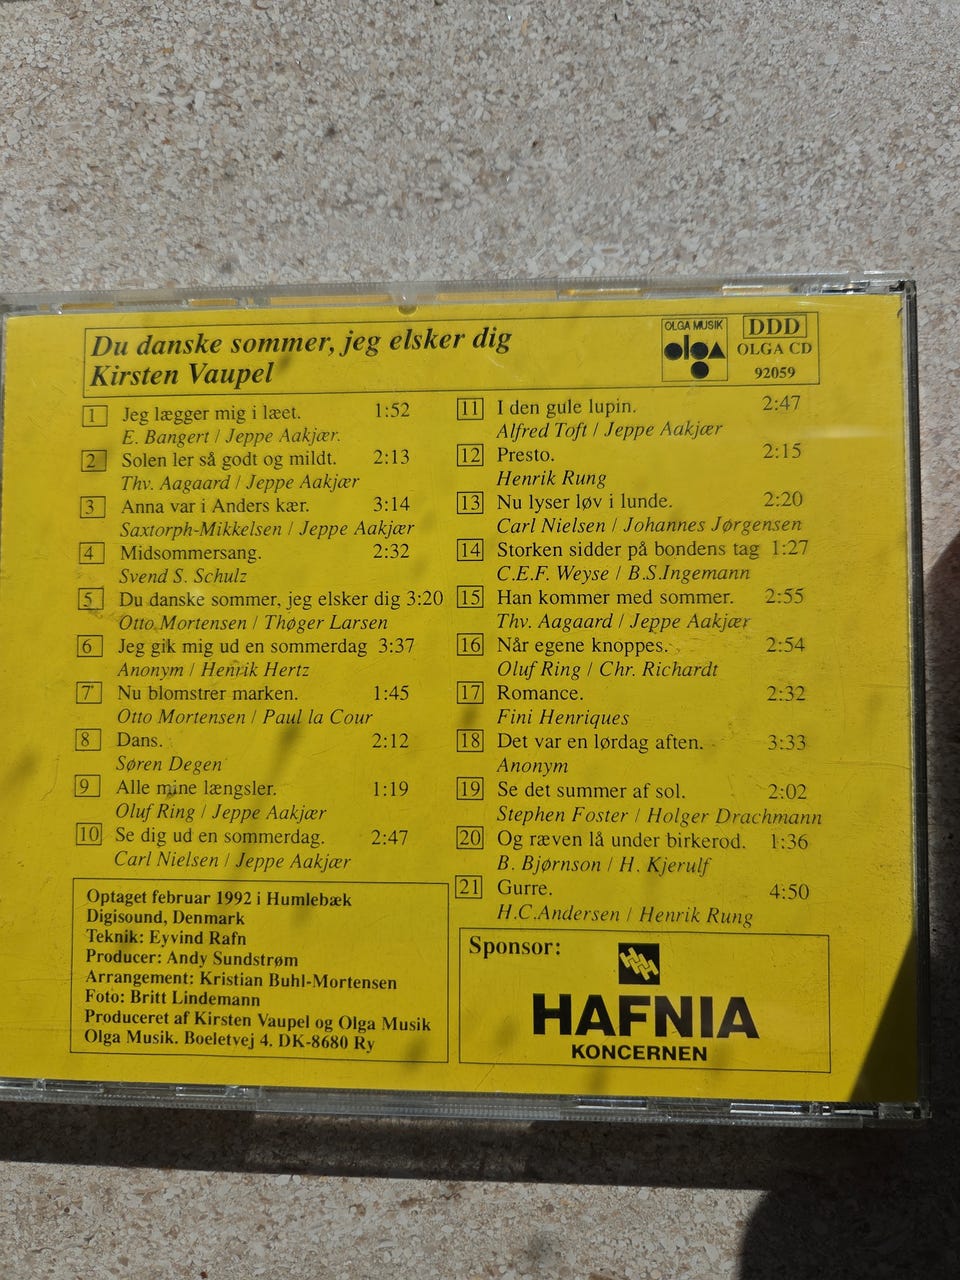 Du danske sommer, jeg elsker dig
Kirsten Vaupel
OLGA MUSIK
olga
DDD
OLGA CD
92059
1 Jeg lægger mig i læet. 1:52
E. Bangert / Jeppe Aakjær.
2 Solen ler så godt og mildt. 2:13
Thv. Aagaard / Jeppe Aakjær
3 Anna var i Anders kær. 3:14
Saxtorph-Mikkelsen / Jeppe Aakjær
4 Midsommersang. 2:32
Svend S. Schulz
5 Du danske sommer, jeg elsker dig 3:20
Otto Mortensen / Thøger Larsen
6 Jeg gik mig ud en sommerdag 3:37
Anonym / Henrik Hertz
7 Nu blomstrer marken. 1:45
Otto Mortensen / Paul la Cour
8 Dans. 2:12
Søren Degen
9 Alle mine længsler. 1:19
Oluf Ring / Jeppe Aakjær
10 Se dig ud en sommerdag. 2:47
Carl Nielsen / Jeppe Aakjær
11 I den gule lupin. 2:47
Alfred Toft / Jeppe Aakjær
12 Presto. 2:15
Henrik Rung
13 Nu lyser løv i lunde. 2:20
Carl Nielsen / Johannes Jørgensen
14 Storken sidder på bondens tag 1:27
C.E.F. Weyse / B.S.Ingemann
15 Han kommer med sommer. 2:55
Thv. Aagaard / Jeppe Aakjær
16 Når egene knoppes. 2:54
Oluf Ring / Chr. Richardt
17 Romance. 2:32
Fini Henriques
18 Det var en lørdag aften. 3:33
Anonym
19 Se det summer af sol. 2:02
Stephen Foster / Holger Drachmann
20 Og ræven lå under birkerod. 1:36
B. Bjørnson / H. Kjerulf
21 Gurre. 4:50
H.C.Andersen / Henrik Rung
Optaget februar 1992 i Humlebæk
Digisound, Denmark
Teknik: Eyvind Rafn
Producer: Andy Sundstrøm
Arrangement: Kristian Buhl-Mortensen
Foto: Britt Lindemann
Produceret af Kirsten Vaupel og Olga Musik
Olga Musik. Boeletvej 4. DK-8680 Ry
Sponsor:
HAFNIA
KONCERNEN